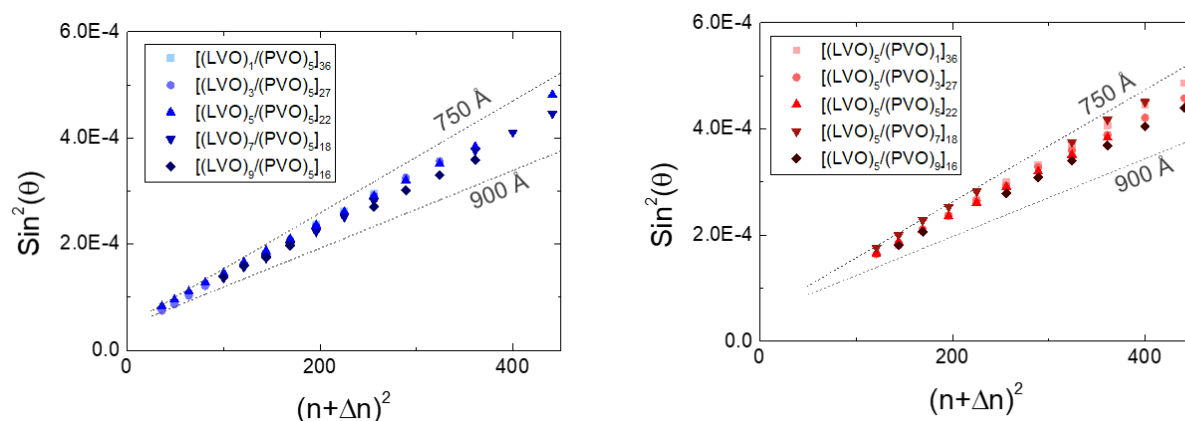 6.0E-4
4.0E-4
2.0E-4
0.0
Sin²(θ)
[(LVO)₁/(PVO)₅]₃₆
[(LVO)₃/(PVO)₅]₂₇
[(LVO)₅/(PVO)₅]₂₂
[(LVO)₇/(PVO)₅]₁₈
[(LVO)₉/(PVO)₅]₁₆
750 Å
900 Å
0 200 400
(n+Δn)²
6.0E-4
4.0E-4
2.0E-4
0.0
Sin²(θ)
[(LVO)₅/(PVO)₁]₃₆
[(LVO)₅/(PVO)₃]₂₇
[(LVO)₅/(PVO)₅]₂₂
[(LVO)₅/(PVO)₇]₁₈
[(LVO)₅/(PVO)₉]₁₆
750 Å
900 Å
0 200 400
(n+Δn)²